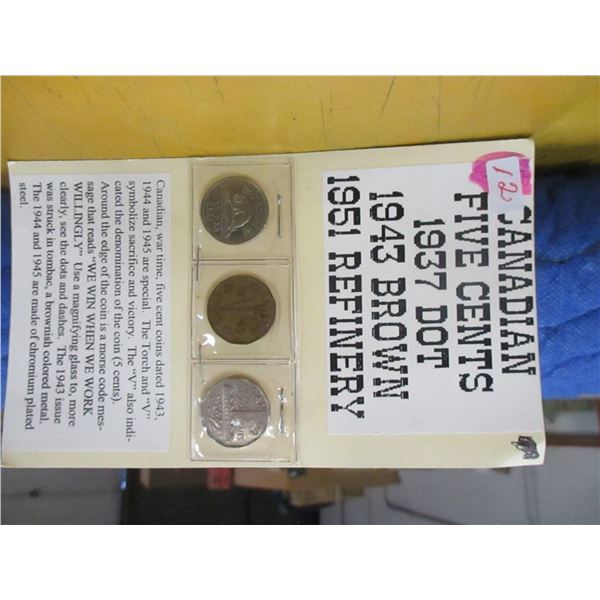 12
CANADIAN
FIVE CENTS
1937 DOT
1943 BROWN
1951 REFINERY
Canadian, war time, five cent coins dated 1943,
1944 and 1945 are special. The Torch and "V"
symbolize sacrifice and victory. The "V" also indi-
cated the denomination of the coin (5 cents).
Around the edge of the coin is a morse code mes-
sage that reads "WE WIN WHEN WE WORK
WILLINGLY" Use a magnifying glass to, more
clearly, see the dots and dashes. The 1943 issue
was struck in tombac, a brownish colored metal.
The 1944 and 1945 are made of chromium plated
steel.